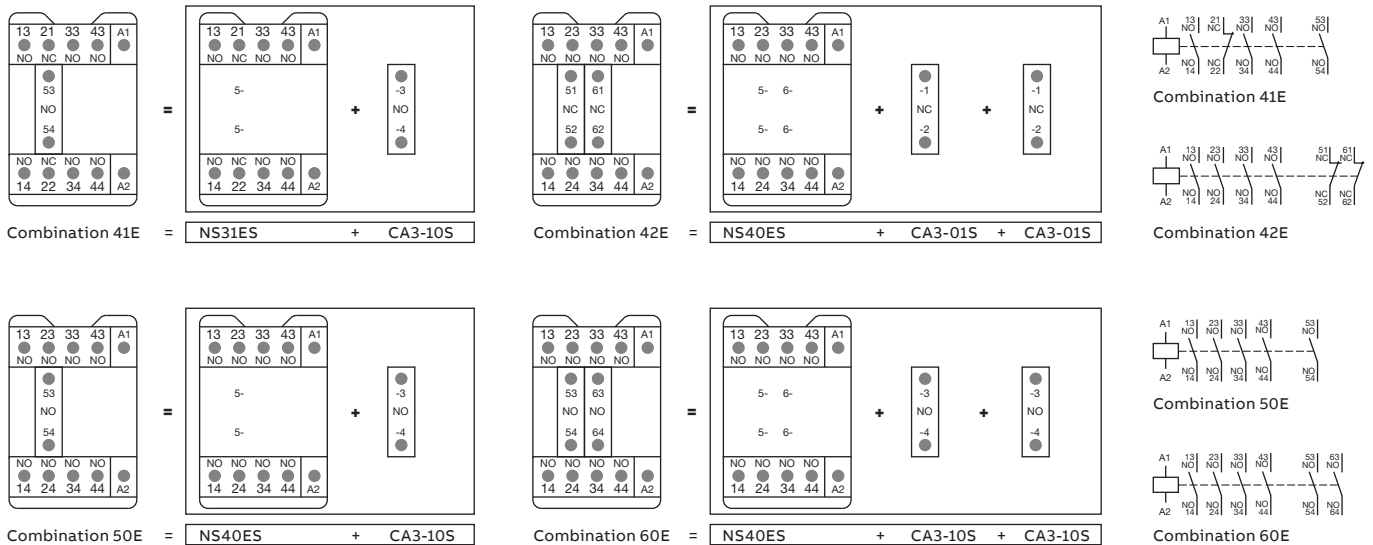 13 21 33 43 A1
NO NC NO NO
53
NO
54
NO NC NO NO
14 22 34 44 A2
=
13 21 33 43 A1
NO NC NO NO
5-
5-
NO NC NO NO
14 22 34 44 A2
+
-3
NO
-4
Combination 41E = NS31ES + CA3-10S
13 23 33 43 A1
NO NO NO NO
51 61
NC NC
52 62
NO NO NO NO
14 24 34 44 A2
=
13 23 33 43 A1
NO NO NO NO
5- 6-
5- 6-
NO NO NO NO
14 24 34 44 A2
+
-1
NC
-2
+
-1
NC
-2
Combination 42E = NS40ES + CA3-01S + CA3-01S
A1 13 21 33 43 53
NO NC NO NO NO
NO NC NO NO NO
A2 14 22 34 44 54
Combination 41E
A1 13 23 33 43 51 61
NO NO NO NO NC NC
NO NO NO NO NC NC
A2 14 24 34 44 52 62
Combination 42E
13 23 33 43 A1
NO NO NO NO
53
NO
54
NO NO NO NO
14 24 34 44 A2
=
13 23 33 43 A1
NO NO NO NO
5-
5-
NO NO NO NO
14 24 34 44 A2
+
-3
NO
-4
Combination 50E = NS40ES + CA3-10S
13 23 33 43 A1
NO NO NO NO
53 63
NO NO
54 64
NO NO NO NO
14 24 34 44 A2
=
13 23 33 43 A1
NO NO NO NO
5- 6-
5- 6-
NO NO NO NO
14 24 34 44 A2
+
-3
NO
-4
+
-3
NO
-4
Combination 60E = NS40ES + CA3-10S + CA3-10S
A1 13 23 33 43 53
NO NO NO NO NO
NO NO NO NO NO
A2 14 24 34 44 54
Combination 50E
A1 13 23 33 43 53 63
NO NO NO NO NO NO
NO NO NO NO NO NO
A2 14 24 34 44 54 64
Combination 60E